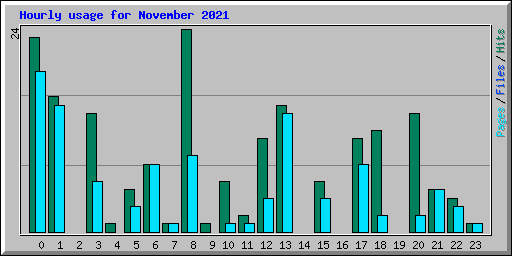 Hourly usage for November 2021
24
Pages / Files / Hits
0 1 2 3 4 5 6 7 8 9 10 11 12 13 14 15 16 17 18 19 20 21 22 23